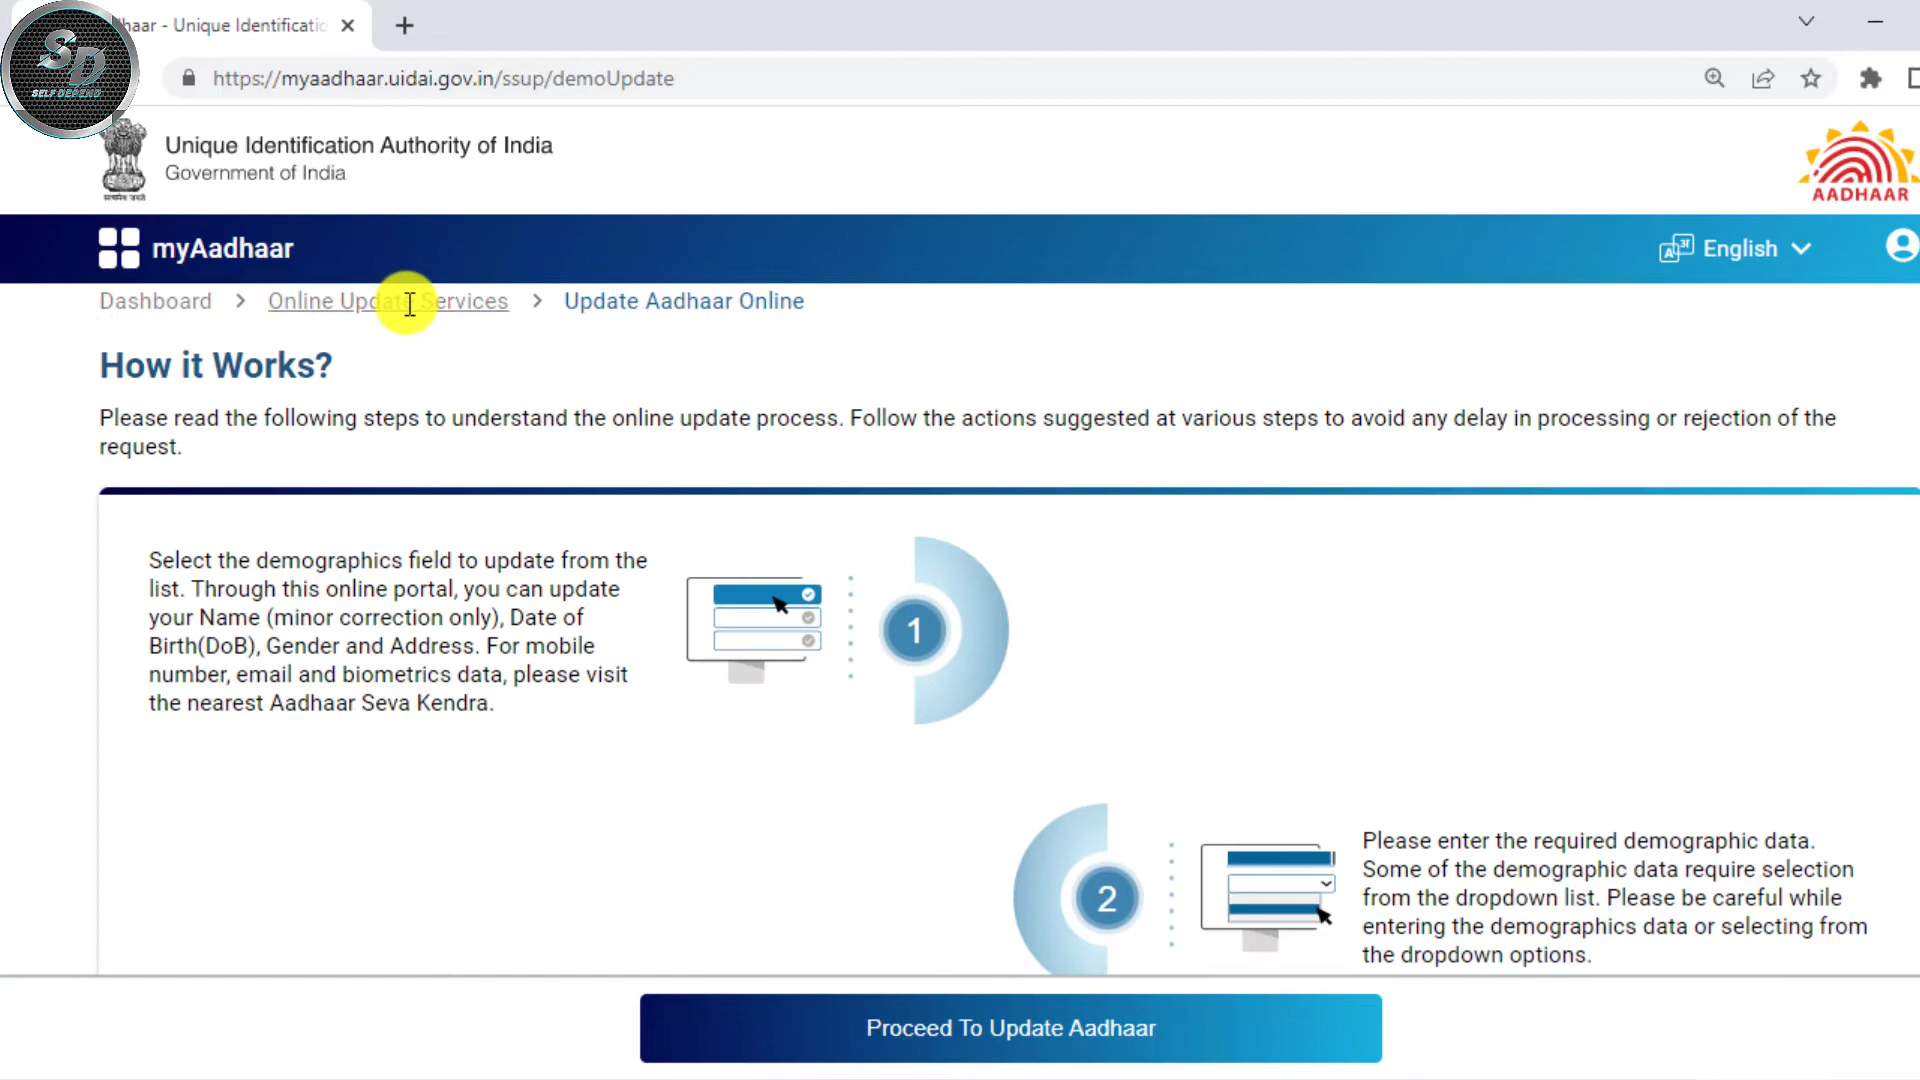 haar - Unique Identificatio
SD
SELF DEPEND
https://myaadhaar.uidai.gov.in/ssup/demoUpdate
Unique Identification Authority of India
Government of India
सत्यमेव जयते
AADHAAR
myAadhaar
English
Dashboard > Online Update Services > Update Aadhaar Online
How it Works?
Please read the following steps to understand the online update process. Follow the actions suggested at various steps to avoid any delay in processing or rejection of the
request.
Select the demographics field to update from the
list. Through this online portal, you can update
your Name (minor correction only), Date of
Birth(DoB), Gender and Address. For mobile
number, email and biometrics data, please visit
the nearest Aadhaar Seva Kendra.
1
2
Please enter the required demographic data.
Some of the demographic data require selection
from the dropdown list. Please be careful while
entering the demographics data or selecting from
the dropdown options.
Proceed To Update Aadhaar